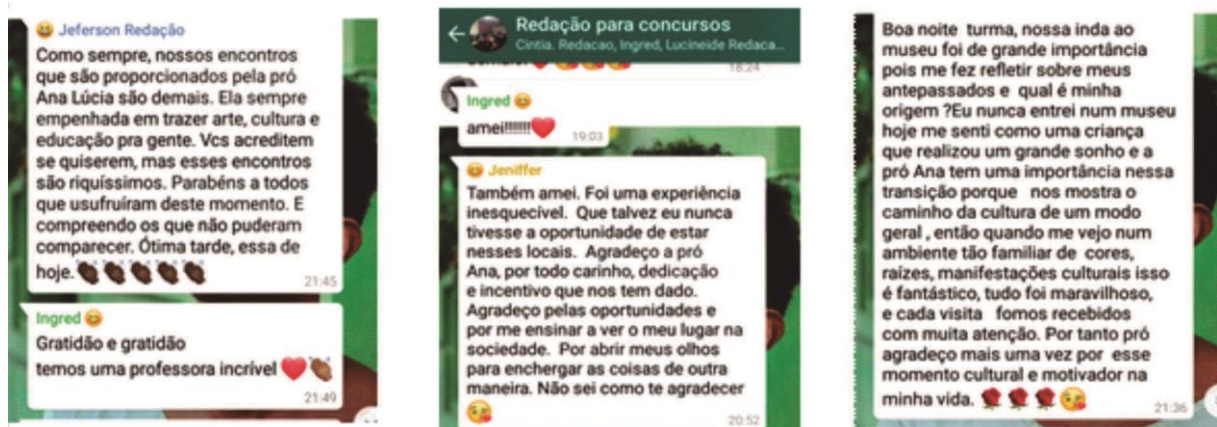 😀 Jeferson Redação
Como sempre, nossos encontros
que são proporcionados pela pró
Ana Lúcia são demais. Ela sempre
empenhada em trazer arte, cultura e
educação pra gente. Vcs acreditem
se quiserem, mas esses encontros
são riquíssimos. Parabéns a todos
que usufruíram deste momento. E
compreendo os que não puderam
comparecer. Ótima tarde, essa de
hoje. 👏🏿👏🏿👏🏿👏🏿👏🏿
21:45
Ingred 😊
Gratidão e gratidão
temos uma professora incrível ❤👏🏽
21:49
Redação para concursos
Cintia. Redacao, Ingred, Lucineide Redaca...
18:24
Ingred 😊
amei!!!!!!!❤
19:03
😊 Jeniffer
Também amei. Foi uma experiência
inesquecível. Que talvez eu nunca
tivesse a oportunidade de estar
nesses locais. Agradeço a pró
Ana, por todo carinho, dedicação
e incentivo que nos tem dado.
Agradeço pelas oportunidades e
por me ensinar a ver o meu lugar na
sociedade. Por abrir meus olhos
para enchergar as coisas de outra
maneira. Não sei como te agradecer
😘
20:52
Boa noite turma, nossa inda ao
museu foi de grande importância
pois me fez refletir sobre meus
antepassados e qual é minha
origem ?Eu nunca entrei num museu
hoje me senti como uma criança
que realizou um grande sonho e a
pró Ana tem uma importância nessa
transição porque nos mostra o
caminho da cultura de um modo
geral , então quando me vejo num
ambiente tão familiar de cores,
raízes, manifestações culturais isso
é fantástico, tudo foi maravilhoso,
e cada visita fomos recebidos
com muita atenção. Por tanto pró
agradeço mais uma vez por esse
momento cultural e motivador na
minha vida. 🌹🌹🌹😘
21:36